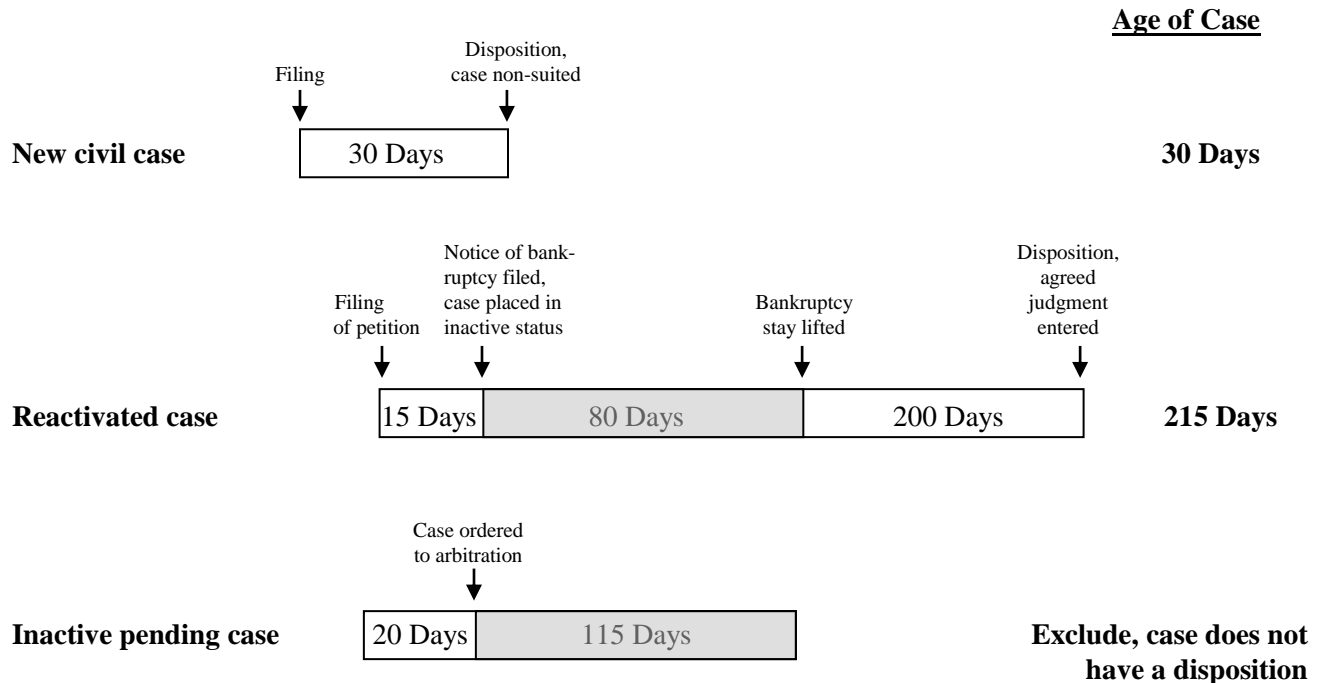 Age of Case
Filing
Disposition,
case non-suited
New civil case
30 Days
30 Days
Filing
of petition
Notice of bank-
ruptcy filed,
case placed in
inactive status
Bankruptcy
stay lifted
Disposition,
agreed
judgment
entered
Reactivated case
15 Days
80 Days
200 Days
215 Days
Case ordered
to arbitration
Inactive pending case
20 Days
115 Days
Exclude, case does not
have a disposition